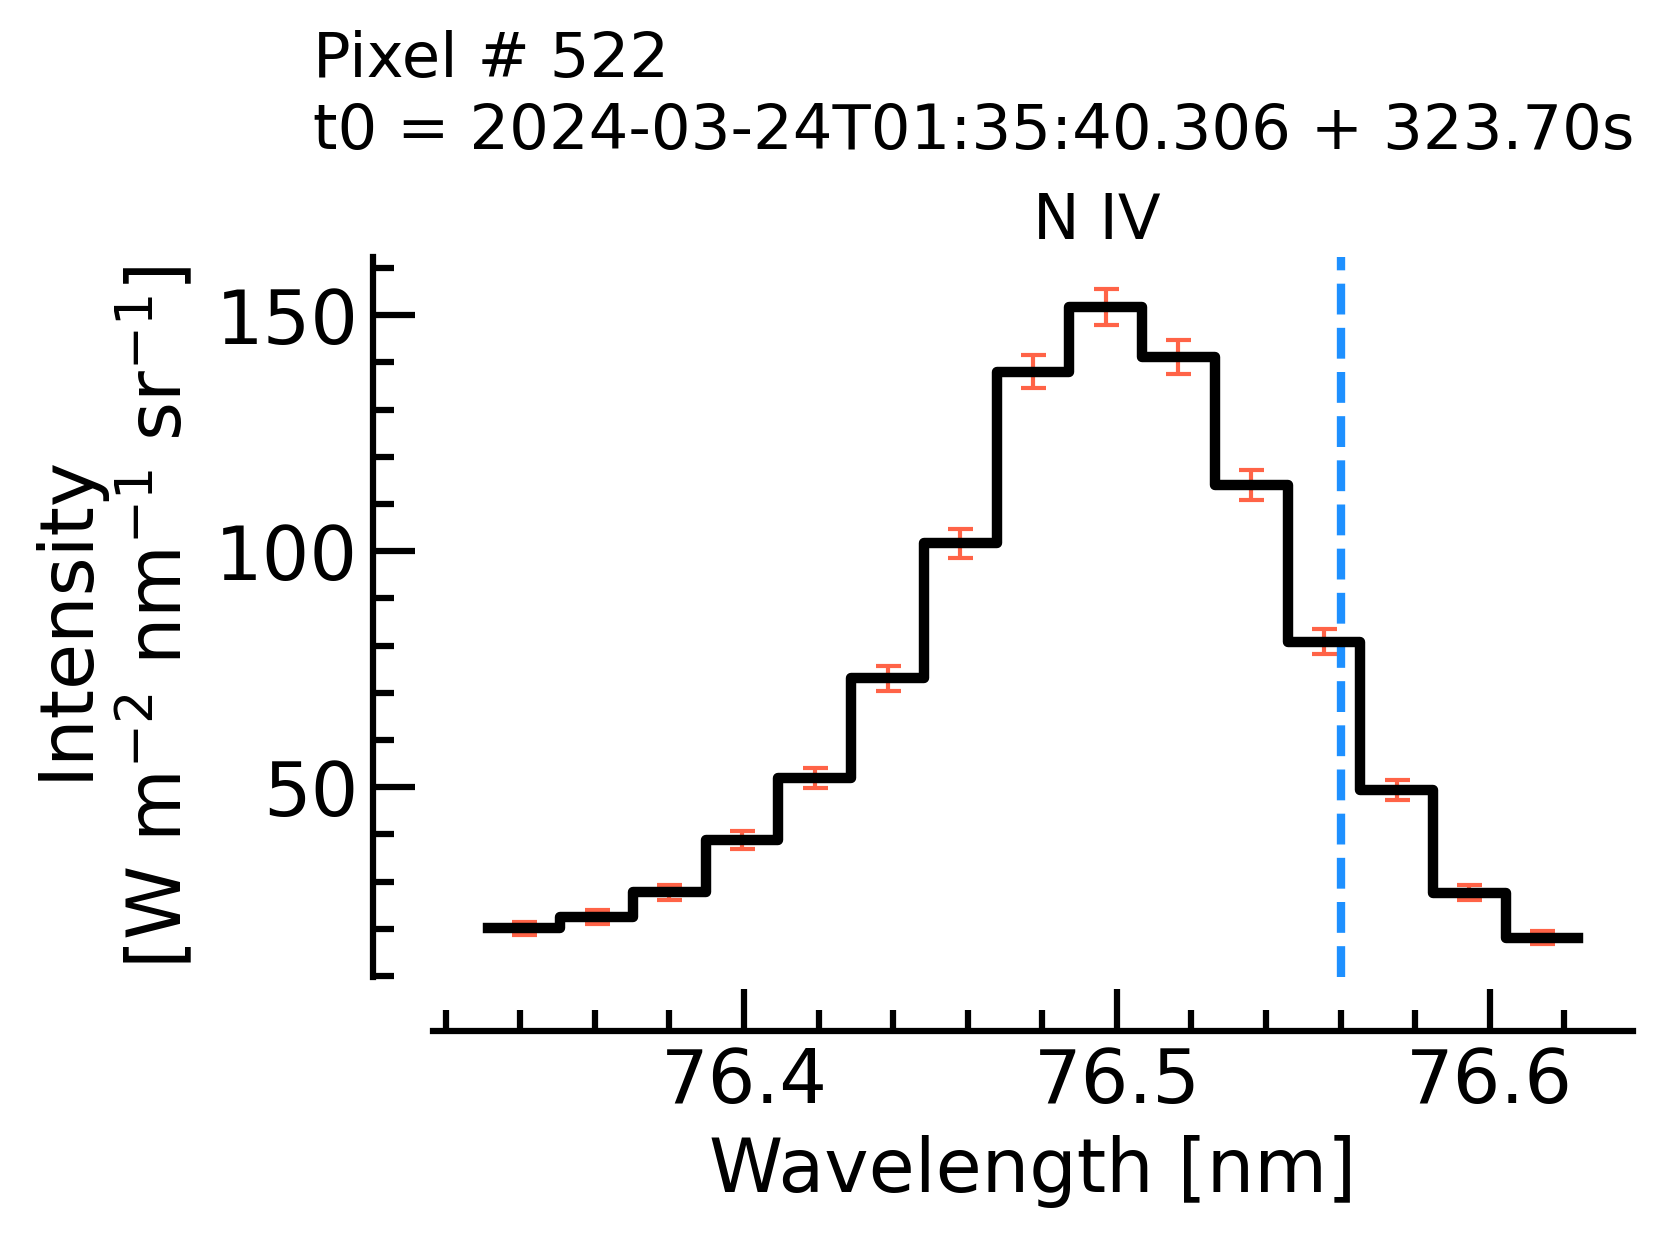 Pixel # 522
t0 = 2024-03-24T01:35:40.306 + 323.70s
N IV
Intensity
[W m⁻² nm⁻¹ sr⁻¹]
150
100
50
76.4 76.5 76.6
Wavelength [nm]